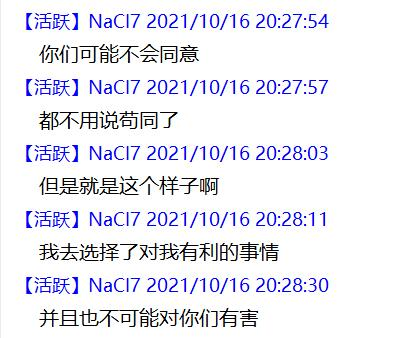 【活跃】NaCl7 2021/10/16 20:27:54
你们可能不会同意
【活跃】NaCl7 2021/10/16 20:27:57
都不用说苟同了
【活跃】NaCl7 2021/10/16 20:28:03
但是就是这个样子啊
【活跃】NaCl7 2021/10/16 20:28:11
我去选择了对我有利的事情
【活跃】NaCl7 2021/10/16 20:28:30
并且也不可能对你们有害